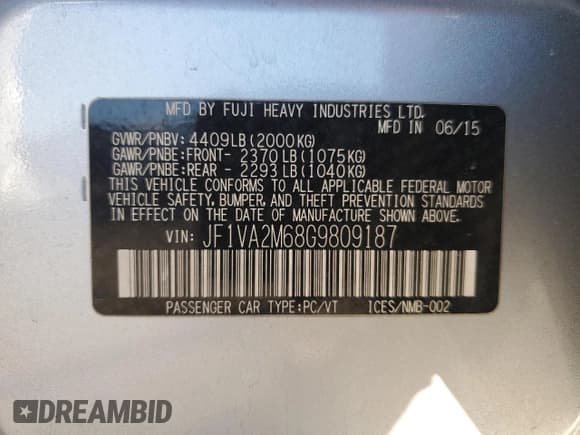 MFD BY FUJI HEAVY INDUSTRIES LTD.
MFD IN 06/15
GVWR/PNBV: 4409LB(2000KG)
GAWR/PNBE:FRONT- 2370LB(1075KG)
GAWR/PNBE:REAR - 2293LB(1040KG)
THIS VEHICLE CONFORMS TO ALL APPLICABLE FEDERAL MOTOR
VEHICLE SAFETY, BUMPER, AND THEFT PREVENTION STANDARDS
IN EFFECT ON THE DATE OF MANUFACTURE SHOWN ABOVE.
VIN: JF1VA2M68G9809187
PASSENGER CAR TYPE:PC/VT ICES/NMB-002
DREAMBID